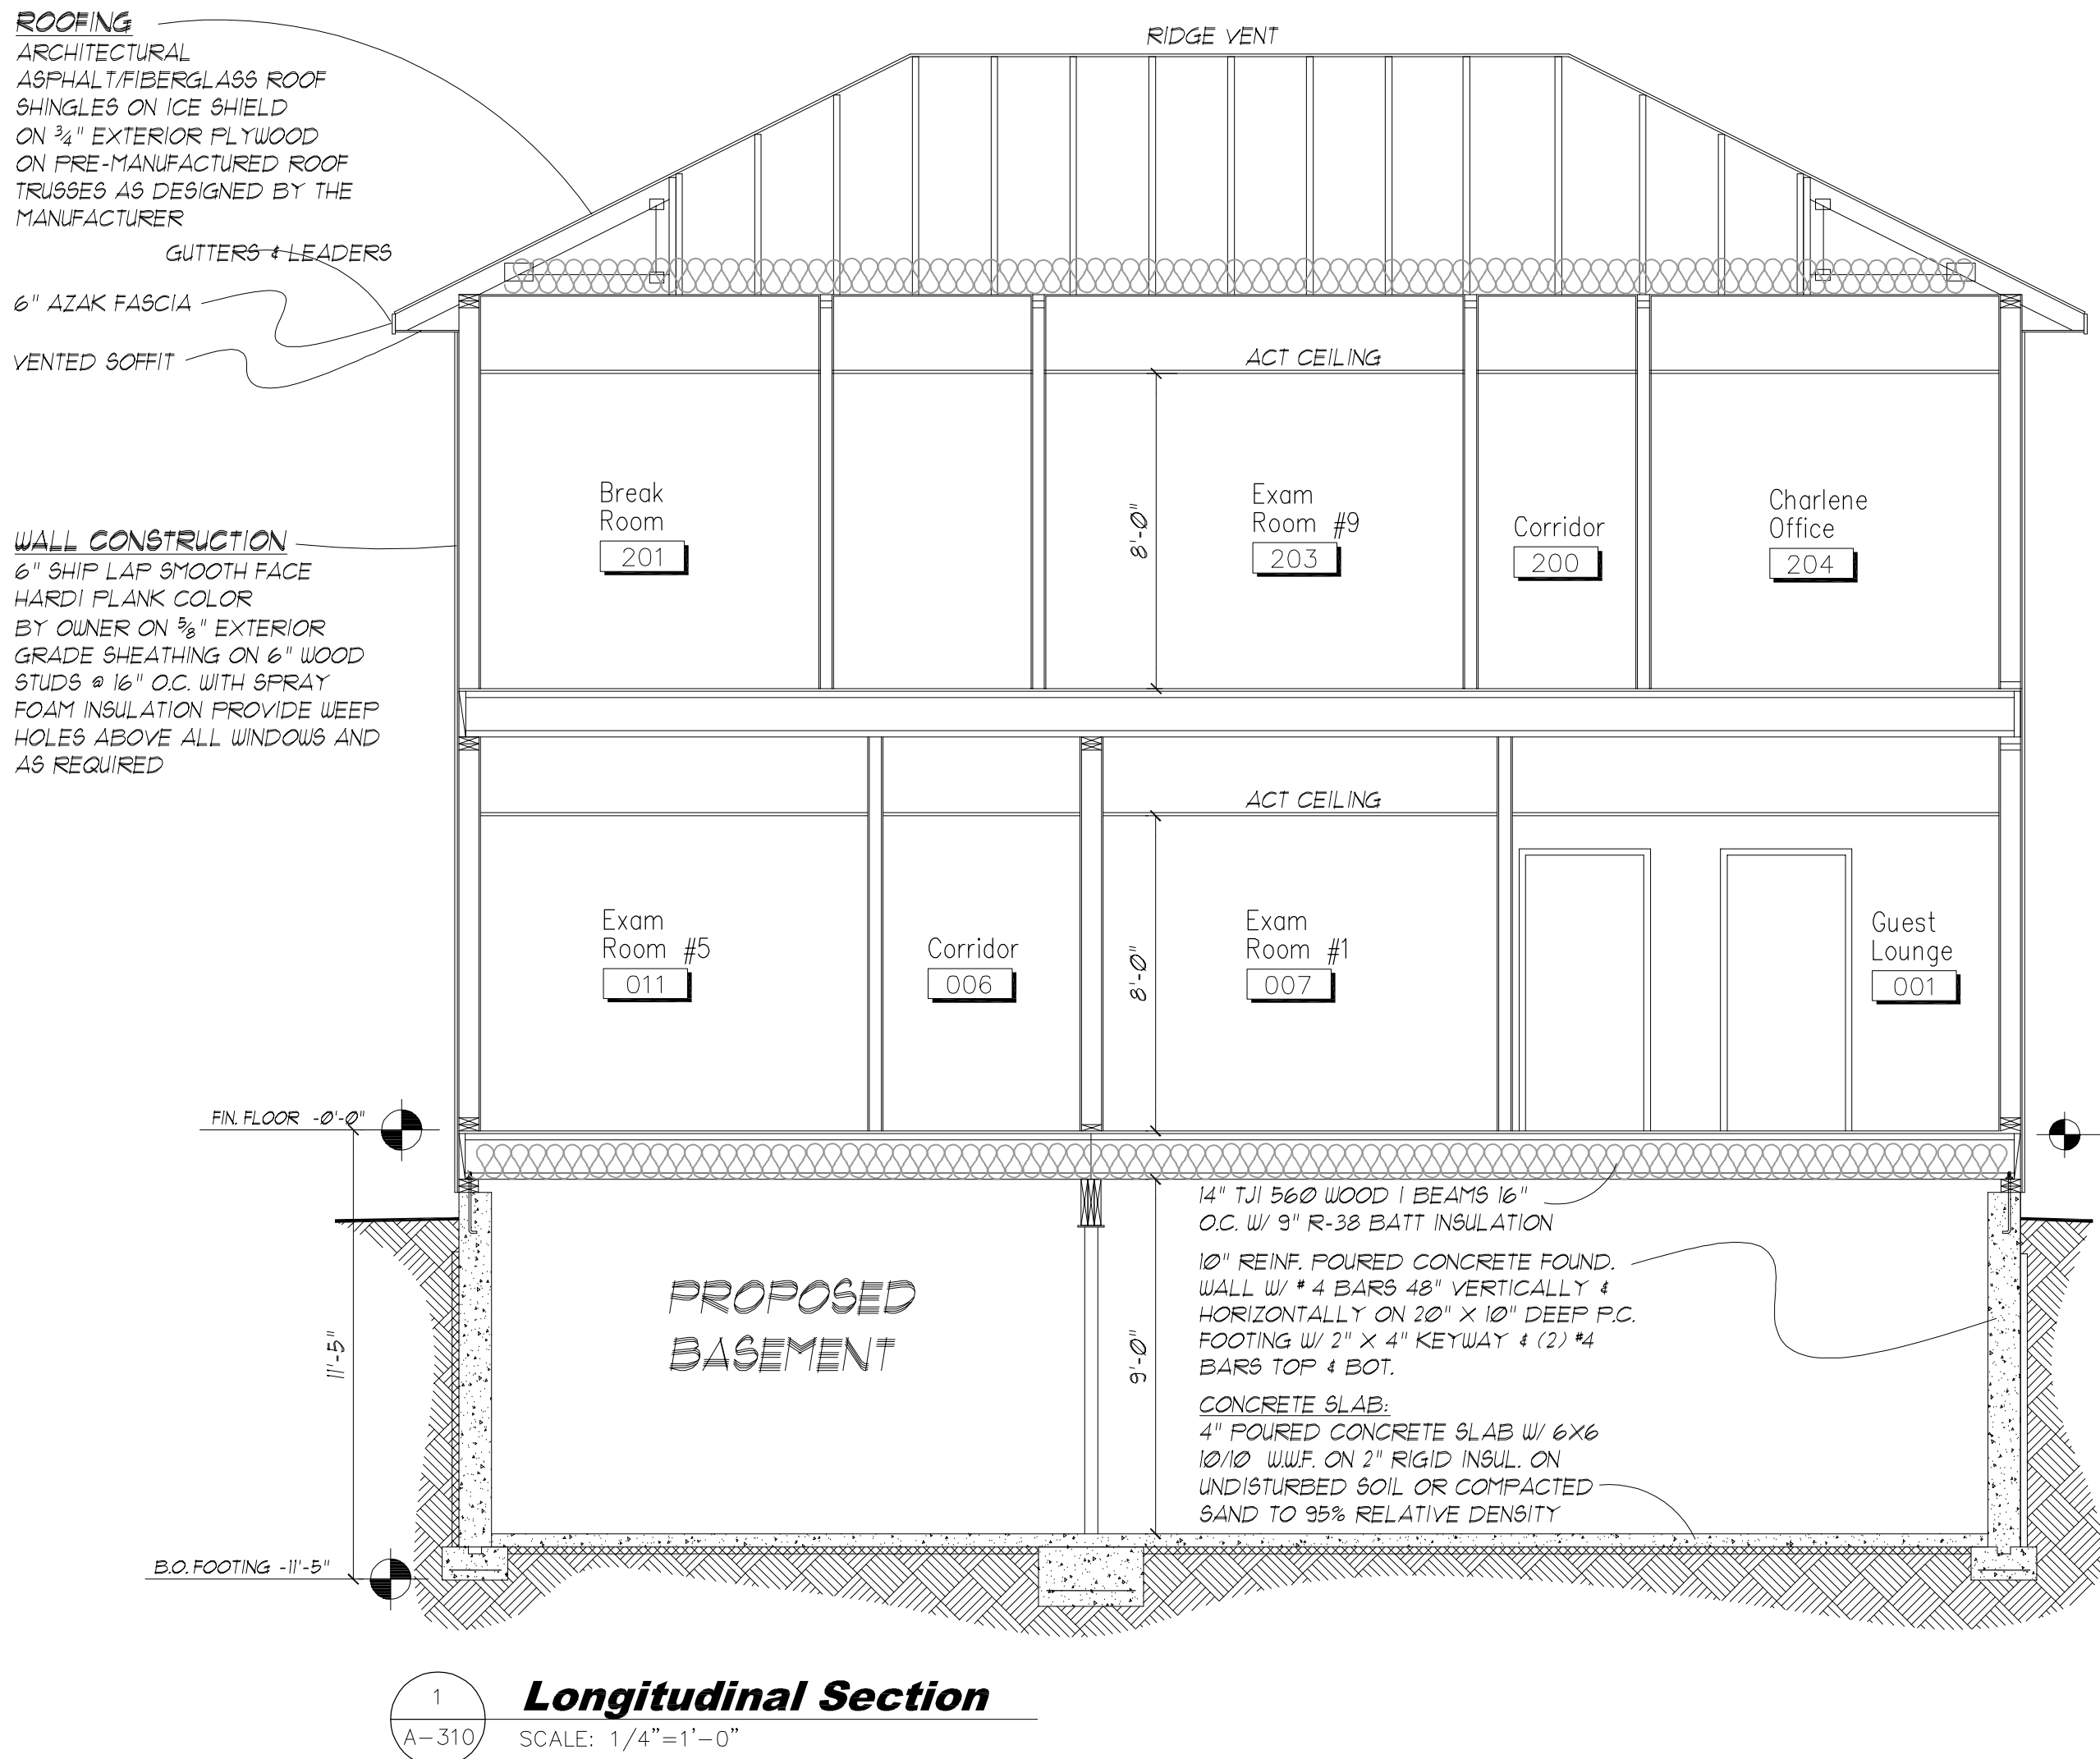 ROOFING
ARCHITECTURAL
ASPHALT/FIBERGLASS ROOF
SHINGLES ON ICE SHIELD
ON ¾" EXTERIOR PLYWOOD
ON PRE-MANUFACTURED ROOF
TRUSSES AS DESIGNED BY THE
MANUFACTURER
GUTTERS & LEADERS
6" AZAK FASCIA
VENTED SOFFIT
RIDGE VENT
ACT CEILING
8'-0"
Break
Room
201
Exam
Room #9
203
Corridor
200
Charlene
Office
204
WALL CONSTRUCTION
6" SHIP LAP SMOOTH FACE
HARDI PLANK COLOR
BY OWNER ON ⅝" EXTERIOR
GRADE SHEATHING ON 6" WOOD
STUDS @ 16" O.C. WITH SPRAY
FOAM INSULATION PROVIDE WEEP
HOLES ABOVE ALL WINDOWS AND
AS REQUIRED
ACT CEILING
8'-0"
Exam
Room #5
011
Corridor
006
Exam
Room #1
007
Guest
Lounge
001
FIN. FLOOR -0'-0"
11'-5"
B.O. FOOTING -11'-5"
PROPOSED
BASEMENT
9'-0"
14" TJI 560 WOOD I BEAMS 16"
O.C. W/ 9" R-38 BATT INSULATION
10" REINF. POURED CONCRETE FOUND.
WALL W/ #4 BARS 48" VERTICALLY &
HORIZONTALLY ON 20" X 10" DEEP P.C.
FOOTING W/ 2" X 4" KEYWAY & (2) #4
BARS TOP & BOT.
CONCRETE SLAB:
4" POURED CONCRETE SLAB W/ 6X6
10/10 W.W.F. ON 2" RIGID INSUL. ON
UNDISTURBED SOIL OR COMPACTED
SAND TO 95% RELATIVE DENSITY
1
A-310
Longitudinal Section
SCALE: 1/4"=1'-0"